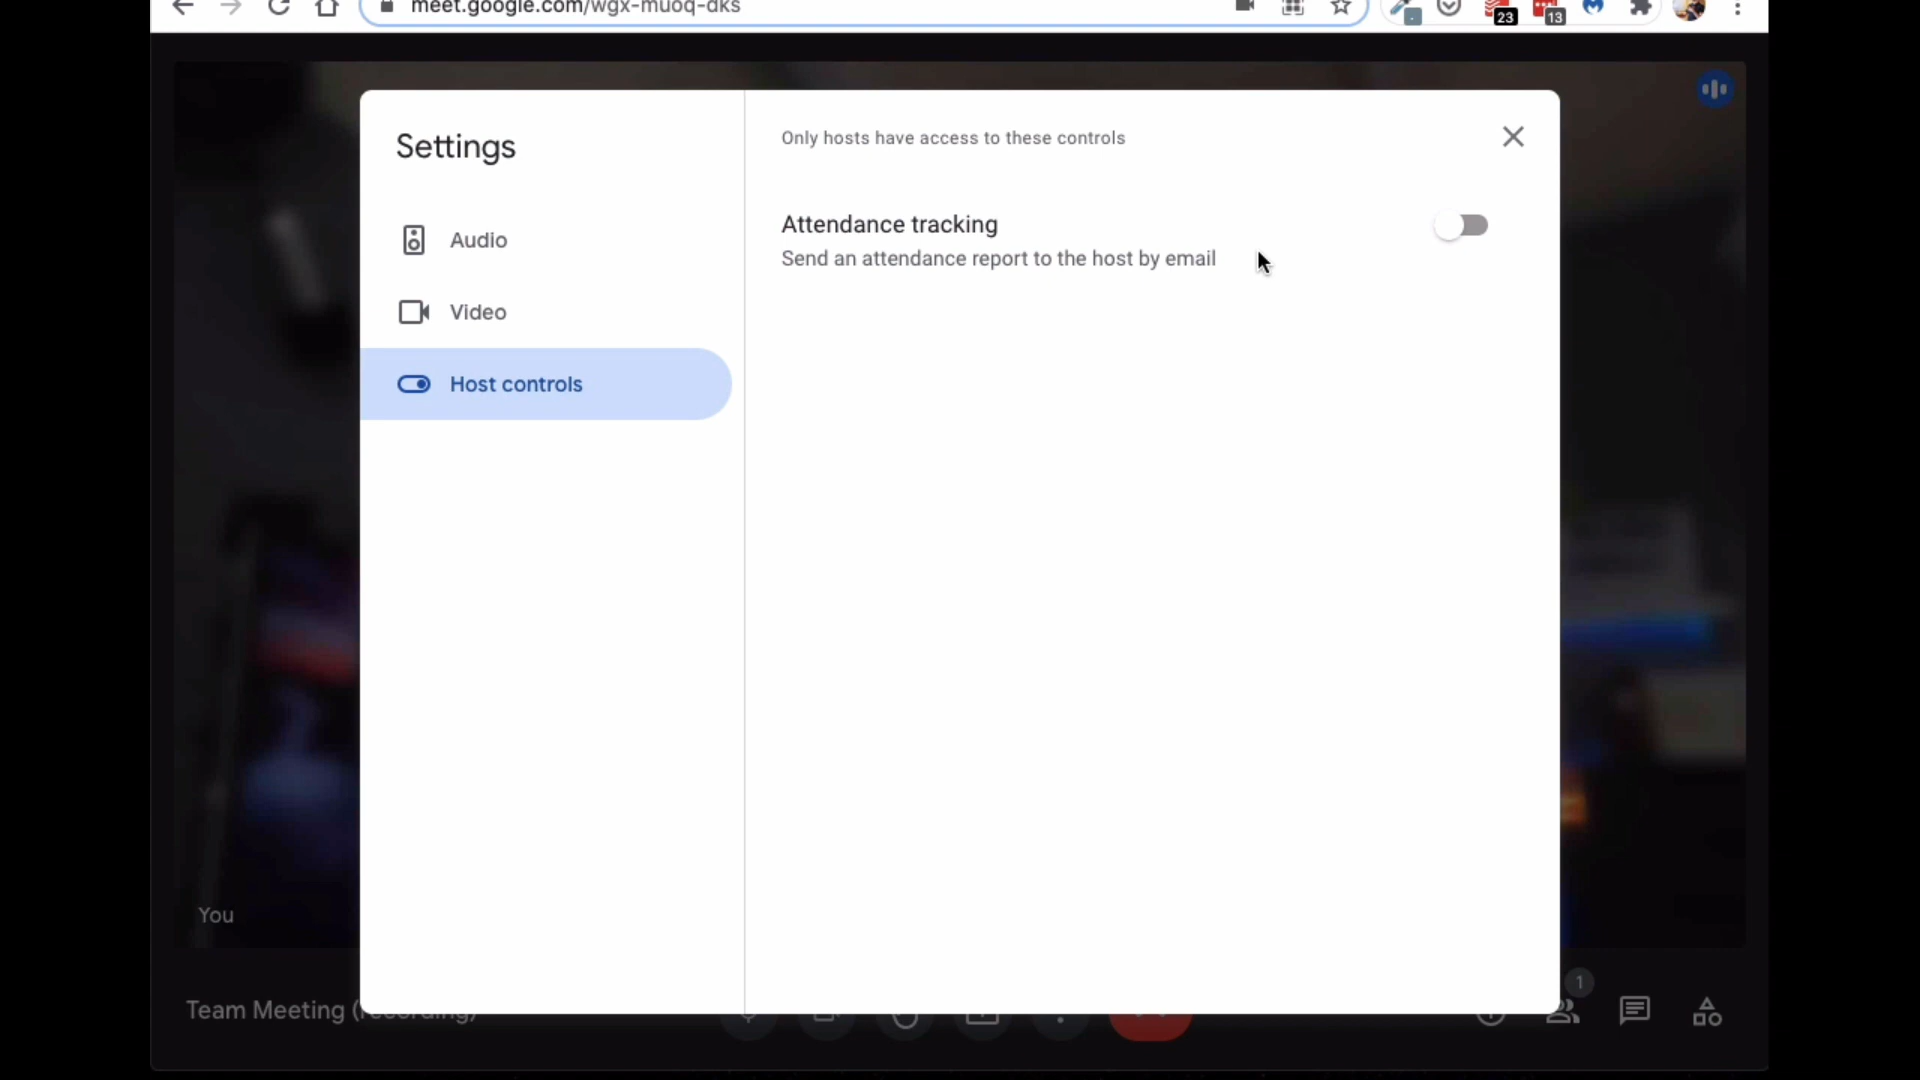 meet.google.com/wgx-muoq-dks
23
13
Settings
Only hosts have access to these controls
Attendance tracking
Send an attendance report to the host by email
Audio
Video
Host controls
You
1
Team Meeting (recording)